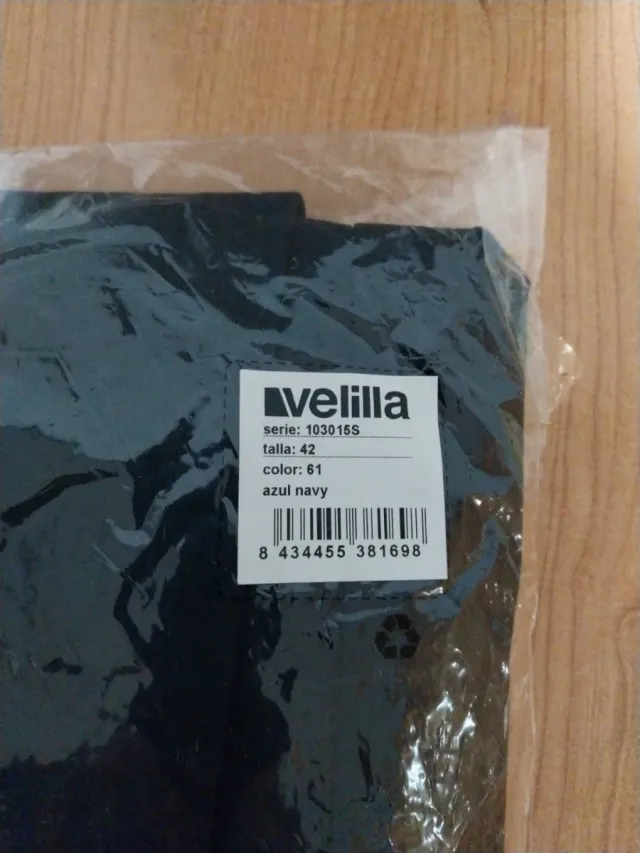 velilla
serie: 103015S
talla: 42
color: 61
azul navy
8 434455 381698